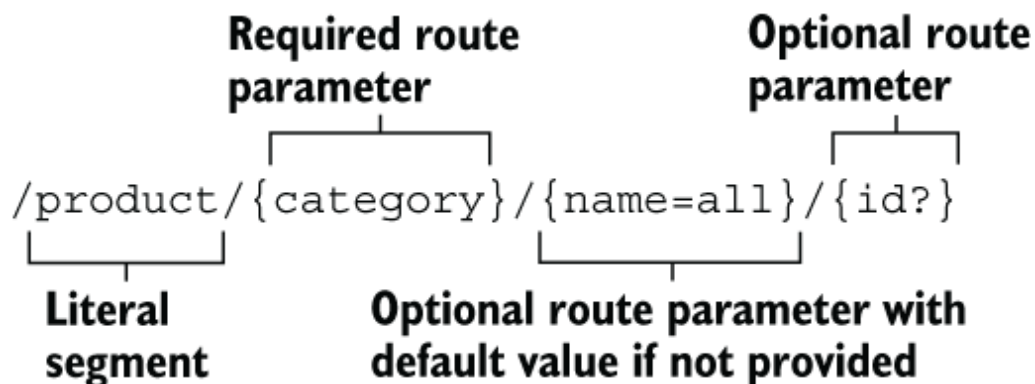 Required route
parameter
Optional route
parameter
/product/{category}/{name=all}/{id?}
Literal
segment
Optional route parameter with
default value if not provided